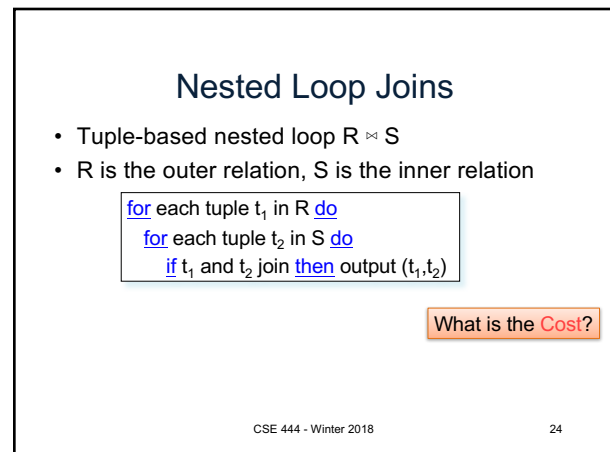 Nested Loop Joins
• Tuple-based nested loop R ⋈ S
• R is the outer relation, S is the inner relation
for each tuple t₁ in R do
for each tuple t₂ in S do
if t₁ and t₂ join then output (t₁,t₂)
What is the Cost?
CSE 444 - Winter 2018 24